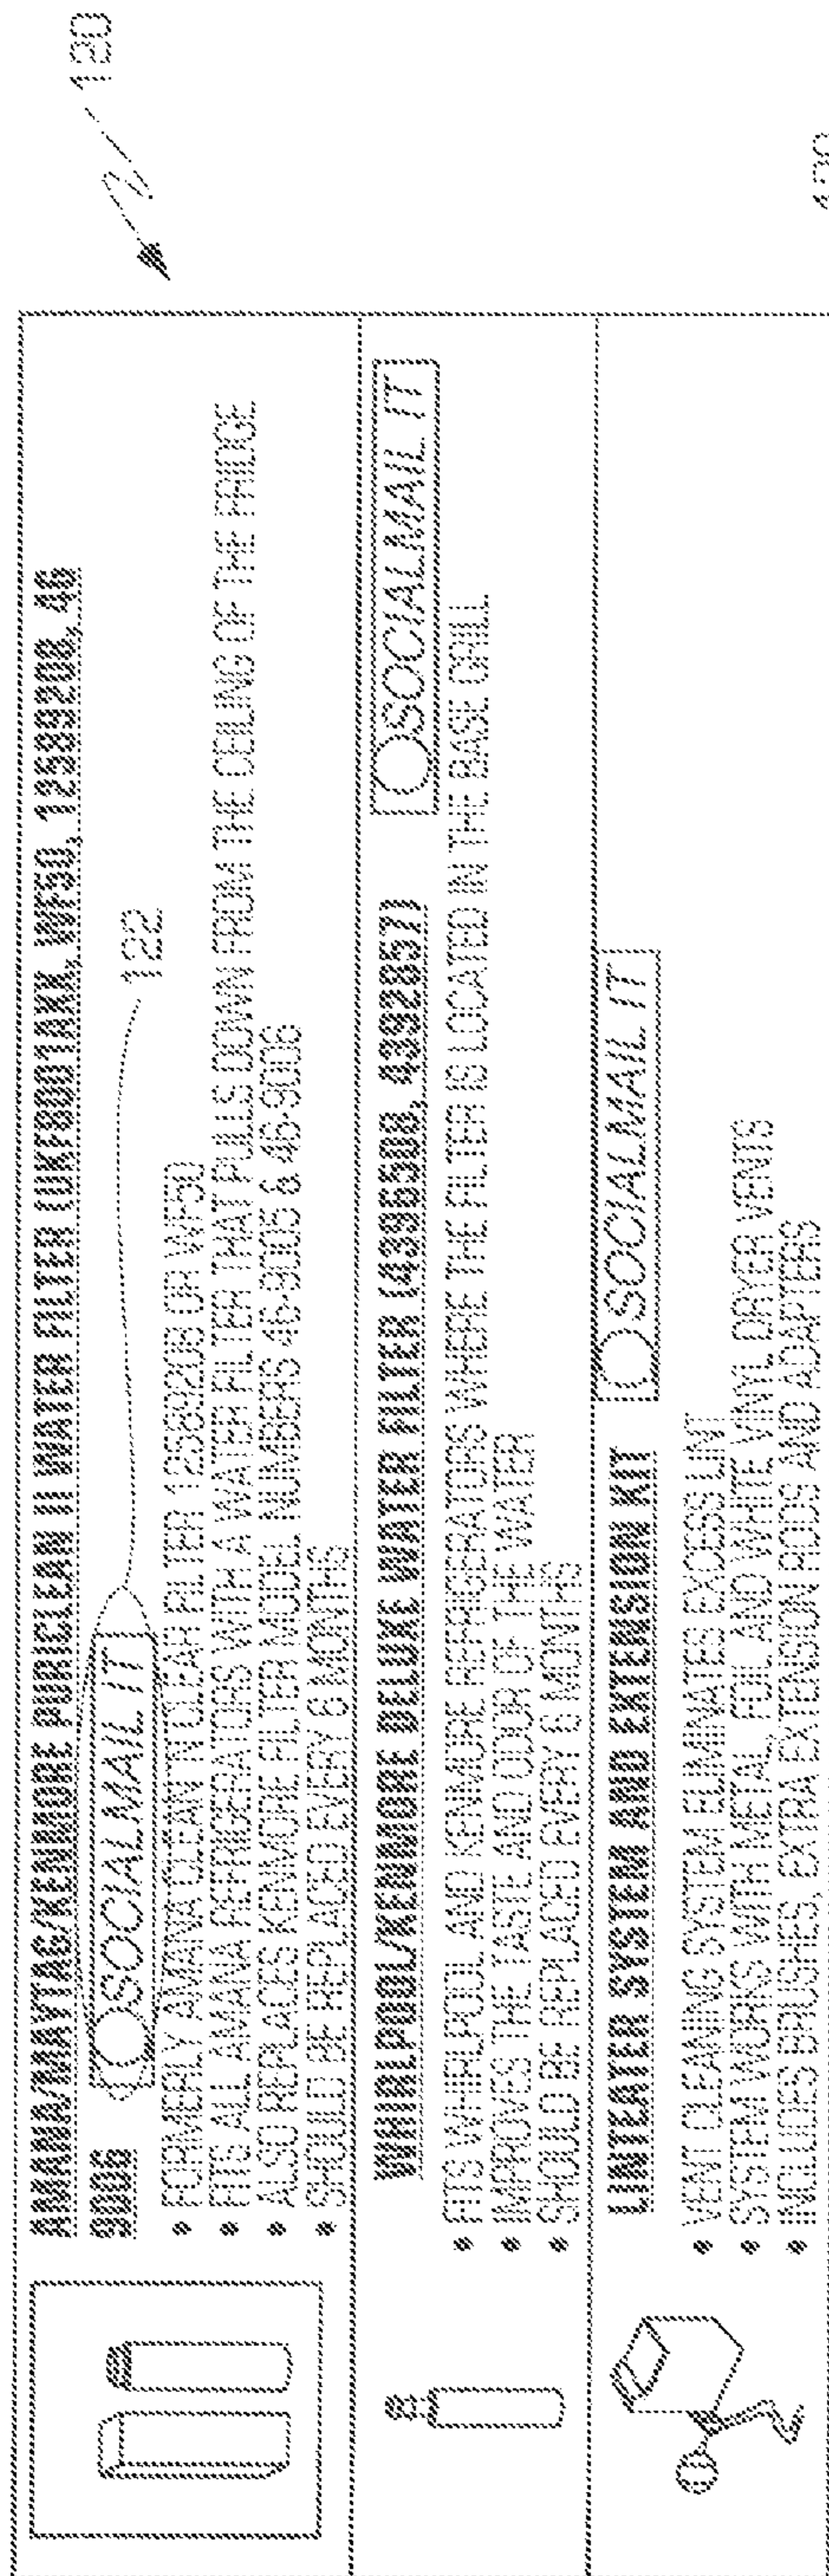 120
AMANA/MAYTAG/KENMORE PURICLEAN II WATER FILTER (UKF8001AXX, WF50, 12589208, 46
9006
SOCIALMAIL IT
122
• FORMERLY AMANA CLEAN 'N CLEAR FILTER 12589208 OR WF50
• FITS ALL AMANA REFRIGERATORS WITH A WATER FILTER THAT PULLS DOWN FROM THE CEILING OF THE FRIDGE
• ALSO REPLACES KENMORE FILTER MODEL NUMBERS 46-9005 & 46-9006
• SHOULD BE REPLACED EVERY 6 MONTHS
WHIRLPOOL/KENMORE DELUXE WATER FILTER (4396508, 4392857) SOCIALMAIL IT
• FITS WHIRLPOOL AND KENMORE REFRIGERATORS WHERE THE FILTER IS LOCATED IN THE BASE GRILL
• IMPROVES THE TASTE AND ODOR OF THE WATER
• SHOULD BE REPLACED EVERY 6 MONTHS
LINTEATER SYSTEM AND EXTENSION KIT SOCIALMAIL IT
• VENT CLEANING SYSTEM ELIMINATES EXCESS LINT
• SYSTEM WORKS WITH METAL, FOIL AND WHITE VINYL DRYER VENTS
• INCLUDES BRUSHES, EXTRA EXTENSION RODS AND ADAPTERS